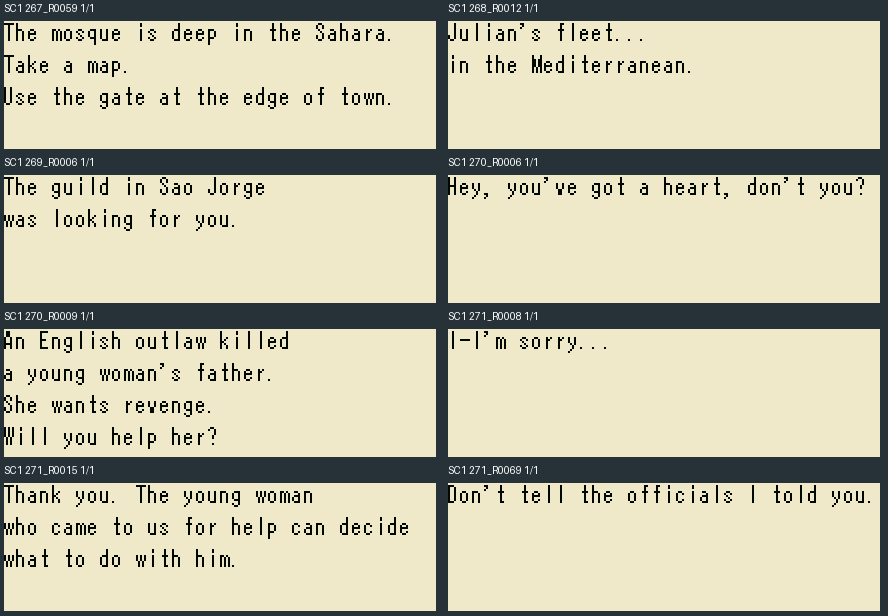 SC1267_R0059 1/1
The mosque is deep in the Sahara.
Take a map.
Use the gate at the edge of town.
SC1268_R0012 1/1
Julian's fleet...
in the Mediterranean.
SC1269_R0006 1/1
The guild in Sao Jorge
was looking for you.
SC1270_R0006 1/1
Hey, you've got a heart, don't you?
SC1270_R0009 1/1
An English outlaw killed
a young woman's father.
She wants revenge.
Will you help her?
SC1271_R0008 1/1
I-I'm sorry...
SC1271_R0015 1/1
Thank you.  The young woman
who came to us for help can decide
what to do with him.
SC1271_R0069 1/1
Don't tell the officials I told you.